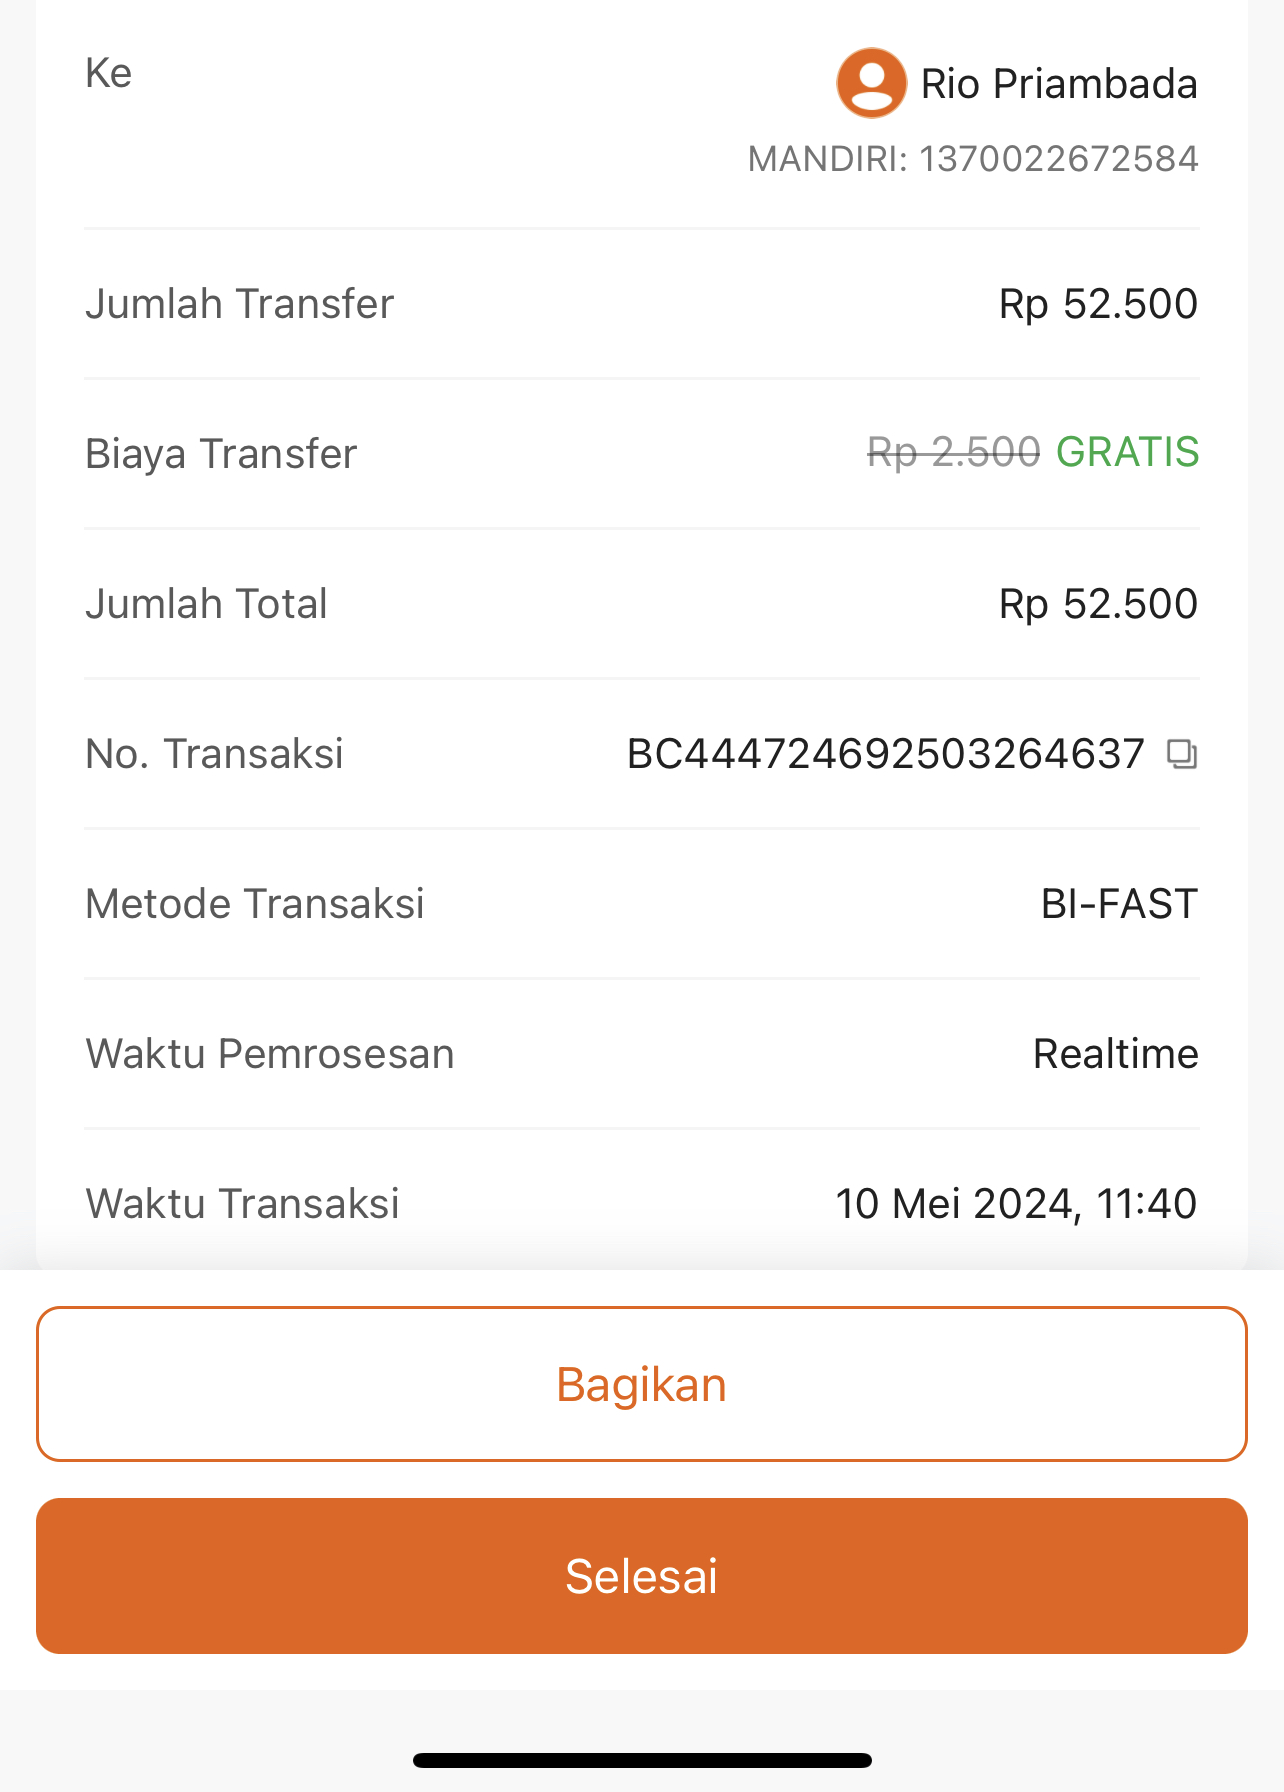 Ke
Rio Priambada
MANDIRI: 1370022672584
Jumlah Transfer Rp 52.500
Biaya Transfer Rp 2.500 GRATIS
Jumlah Total Rp 52.500
No. Transaksi BC444724692503264637
Metode Transaksi BI-FAST
Waktu Pemrosesan Realtime
Waktu Transaksi 10 Mei 2024, 11:40
Bagikan
Selesai